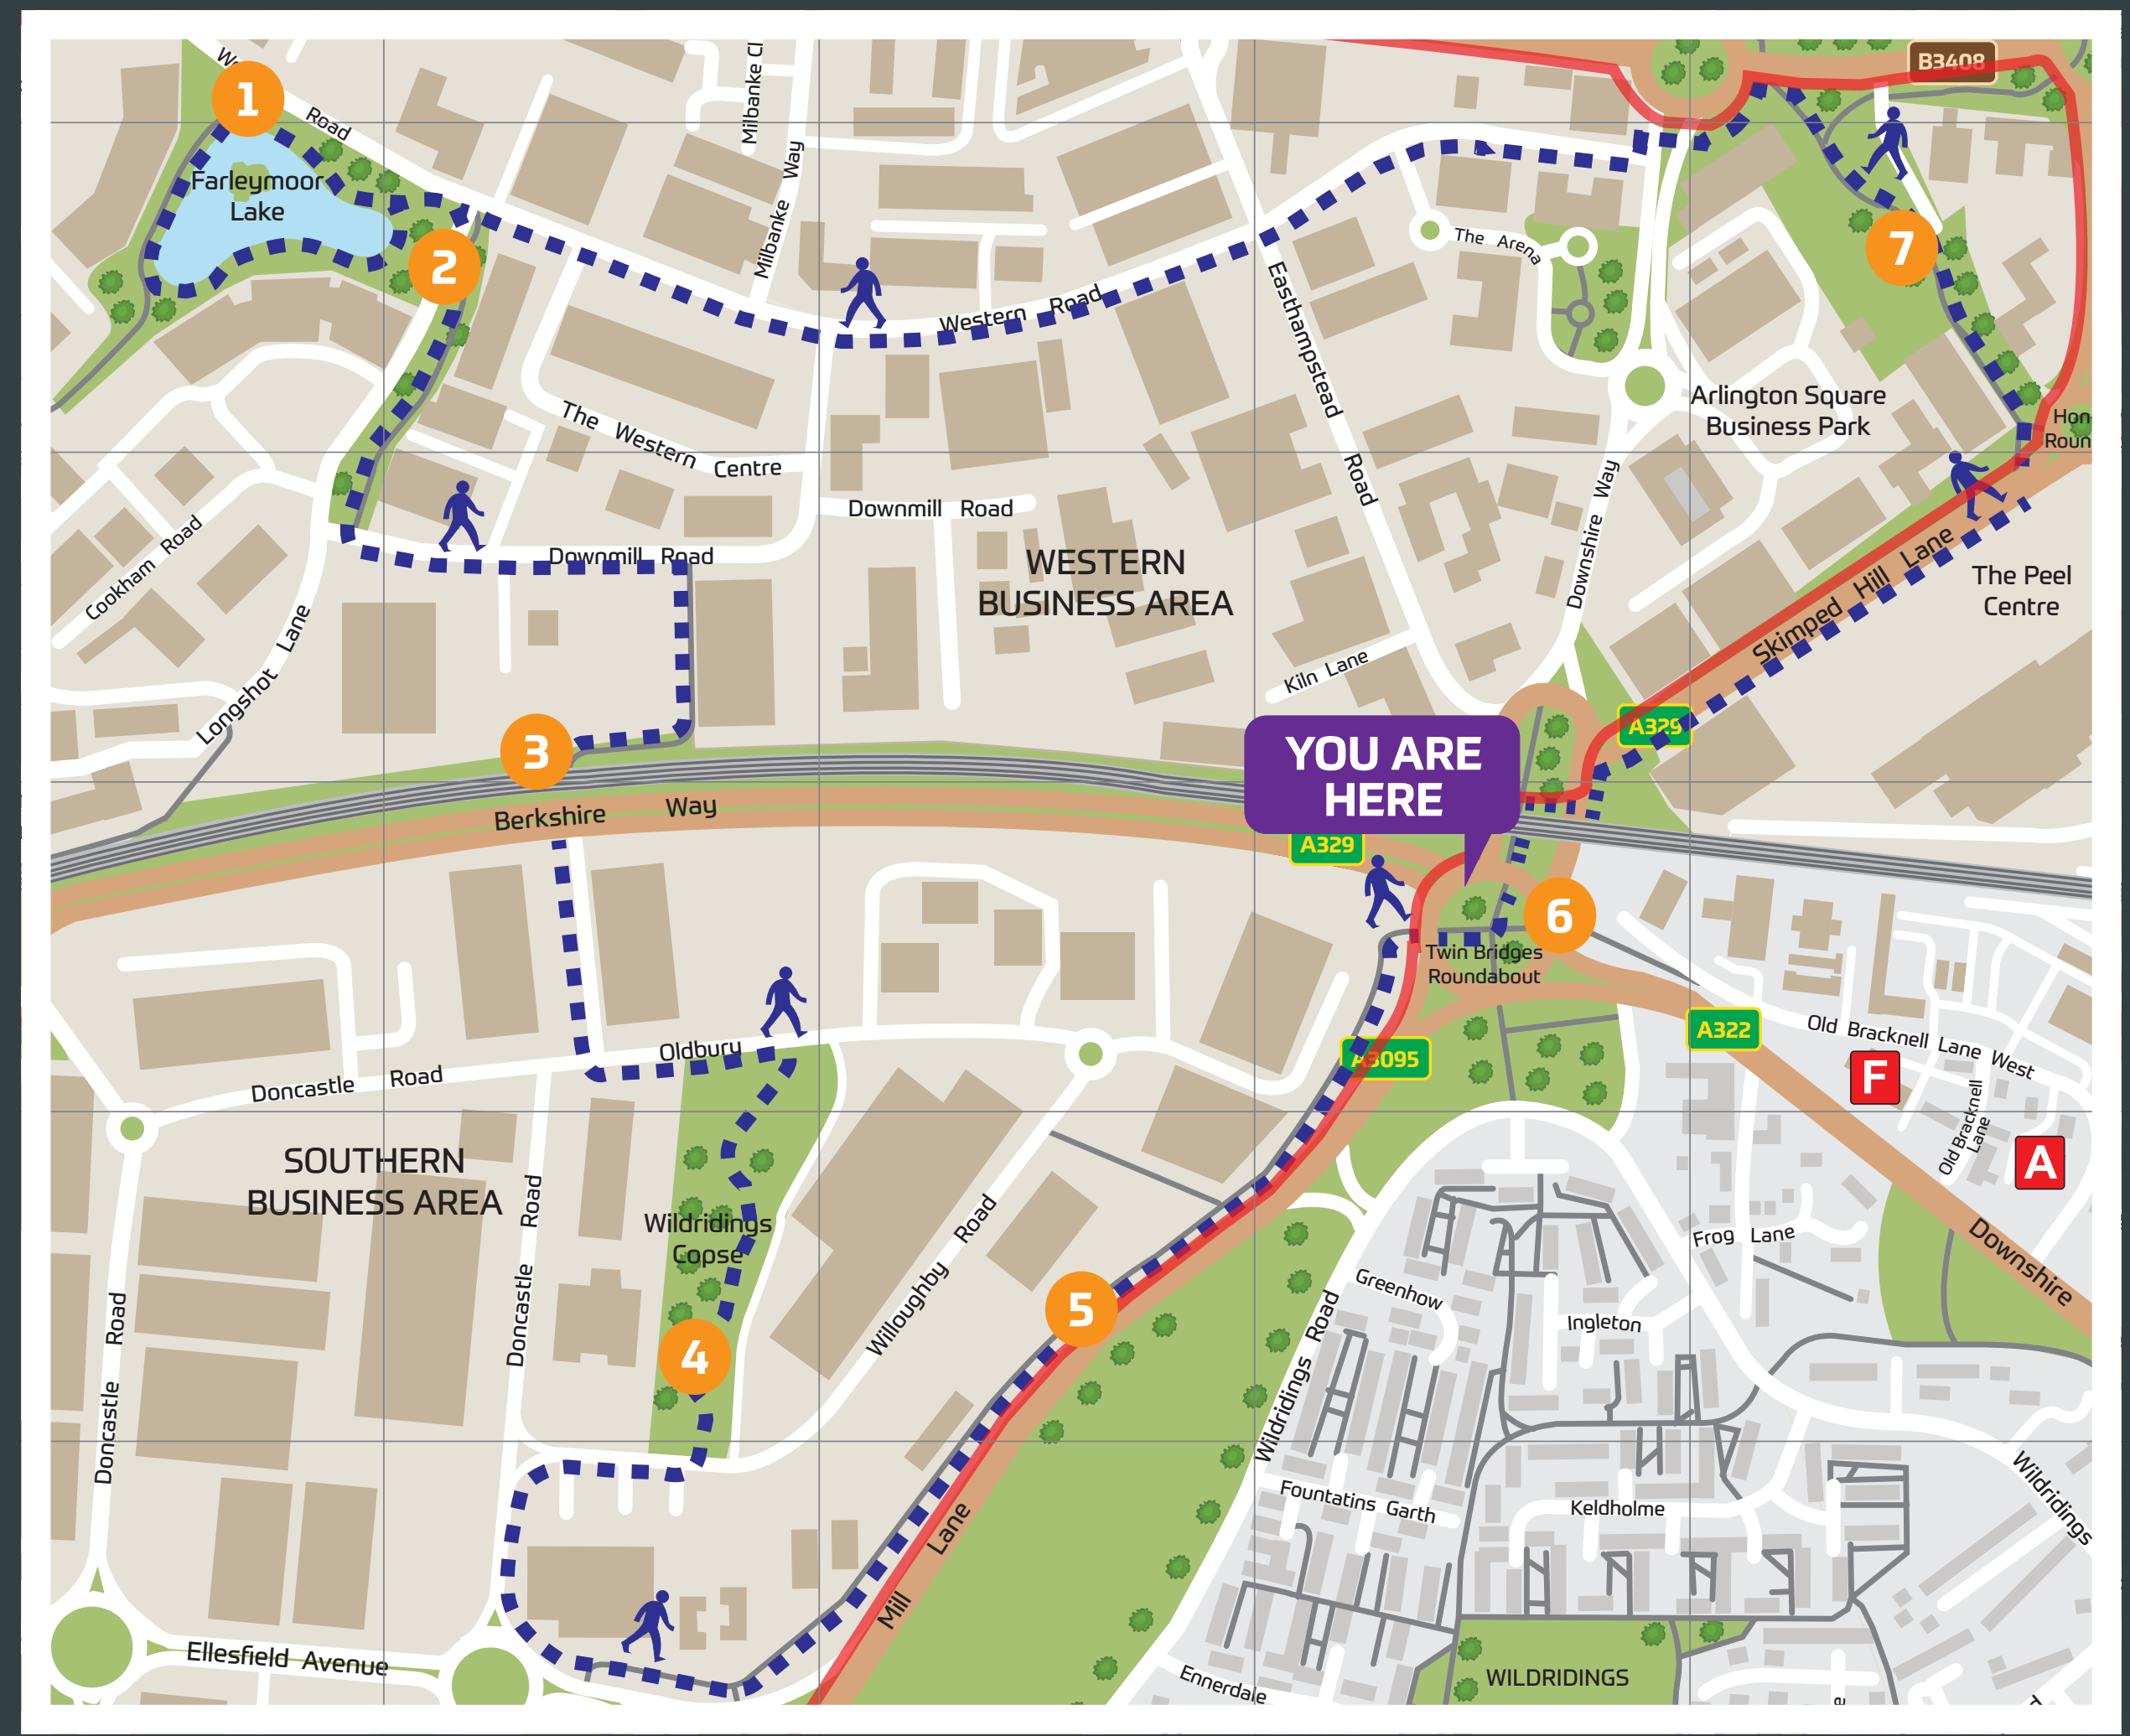 B3408
1
Road
Milbanke Cl
Farleymoor
Lake
Milbanke Way
2
7
The Arena
Western Road
Easthampstead Road
Arlington Square
Business Park
The Western Centre
Downmill Road
Downshire Way
Cookham Road
Downmill Road
WESTERN
BUSINESS AREA
Skimped Hill Lane
The Peel
Centre
Longshot Lane
Kiln Lane
A329
3
YOU ARE
HERE
Berkshire Way
A329
6
Twin Bridges
Roundabout
Old Bracknell Lane West
A322
Oldbury
A3095
F
Doncastle Road
Old Bracknell
Lane
A
SOUTHERN
BUSINESS AREA
Doncastle Road
Wildridings
Copse
Willoughby Road
Frog Lane
Downshire
Greenhow
5
Ingleton
Doncastle Road
4
Wildridings Road
Fountatins Garth
Keldholme
Wildridings
Mill Lane
Ellesfield Avenue
Ennerdale
WILDRIDINGS